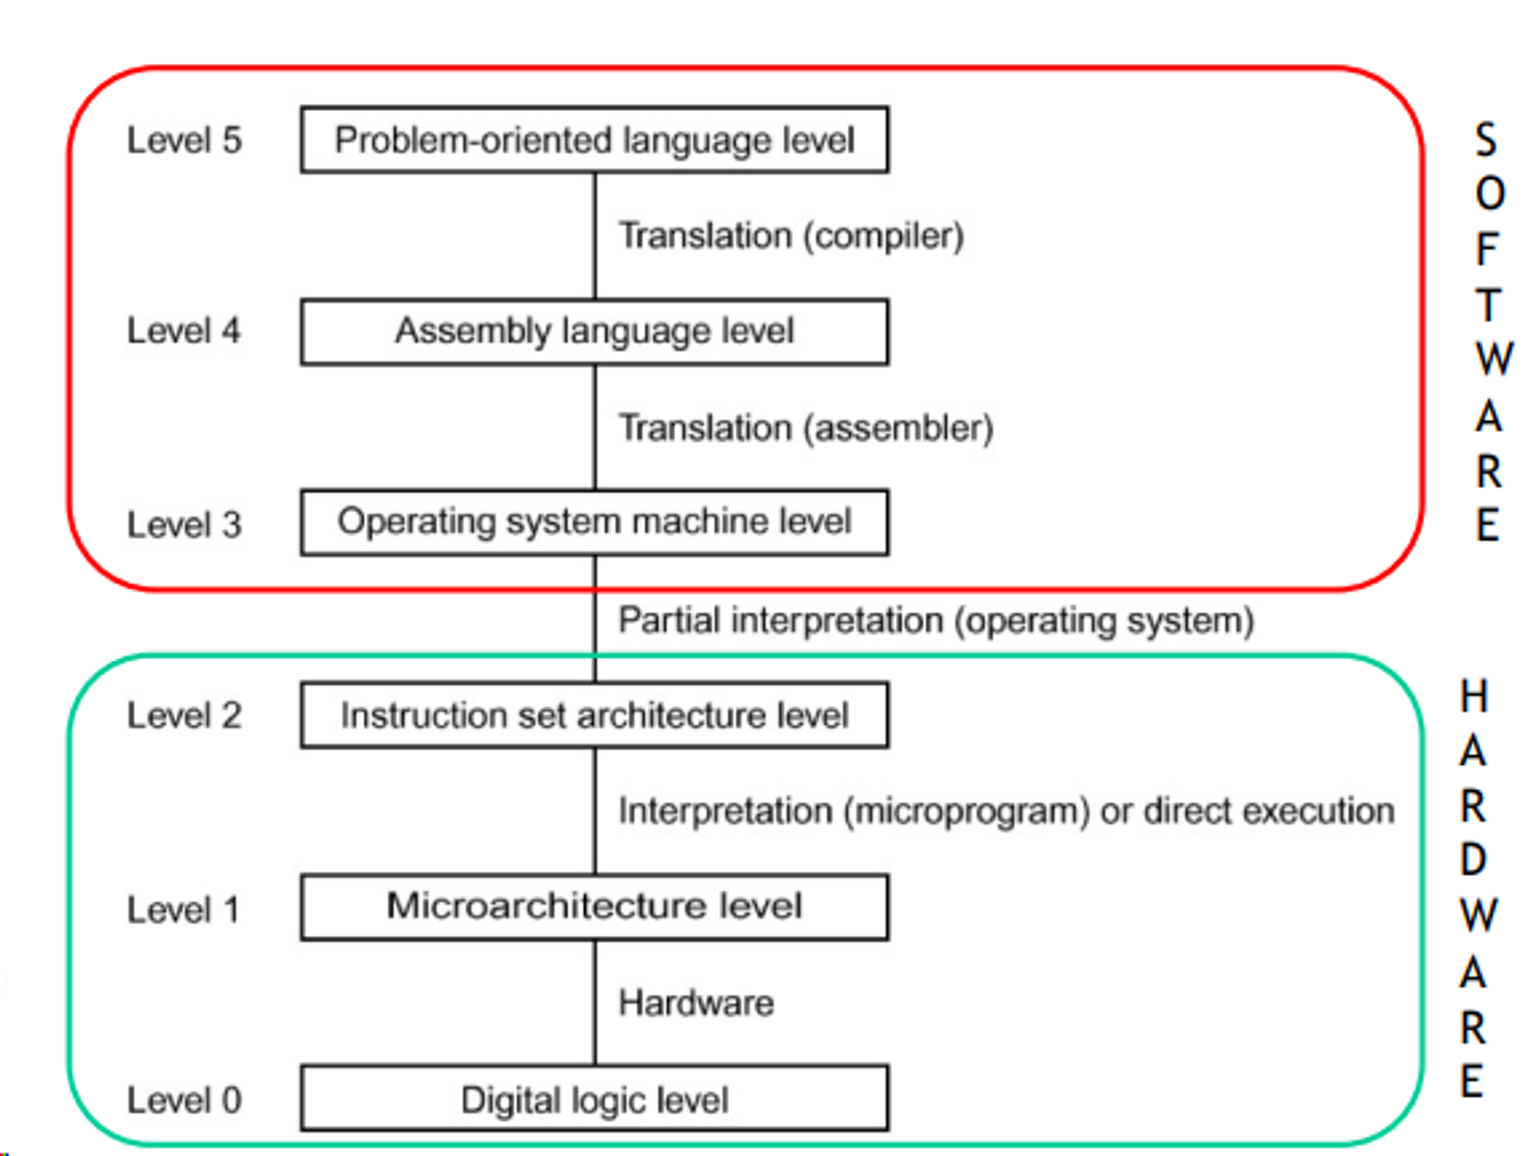 Level 5
Problem-oriented language level
Translation (compiler)
Level 4
Assembly language level
Translation (assembler)
Level 3
Operating system machine level
Partial interpretation (operating system)
Level 2
Instruction set architecture level
Interpretation (microprogram) or direct execution
Level 1
Microarchitecture level
Hardware
Level 0
Digital logic level
SOFTWARE
HARDWARE